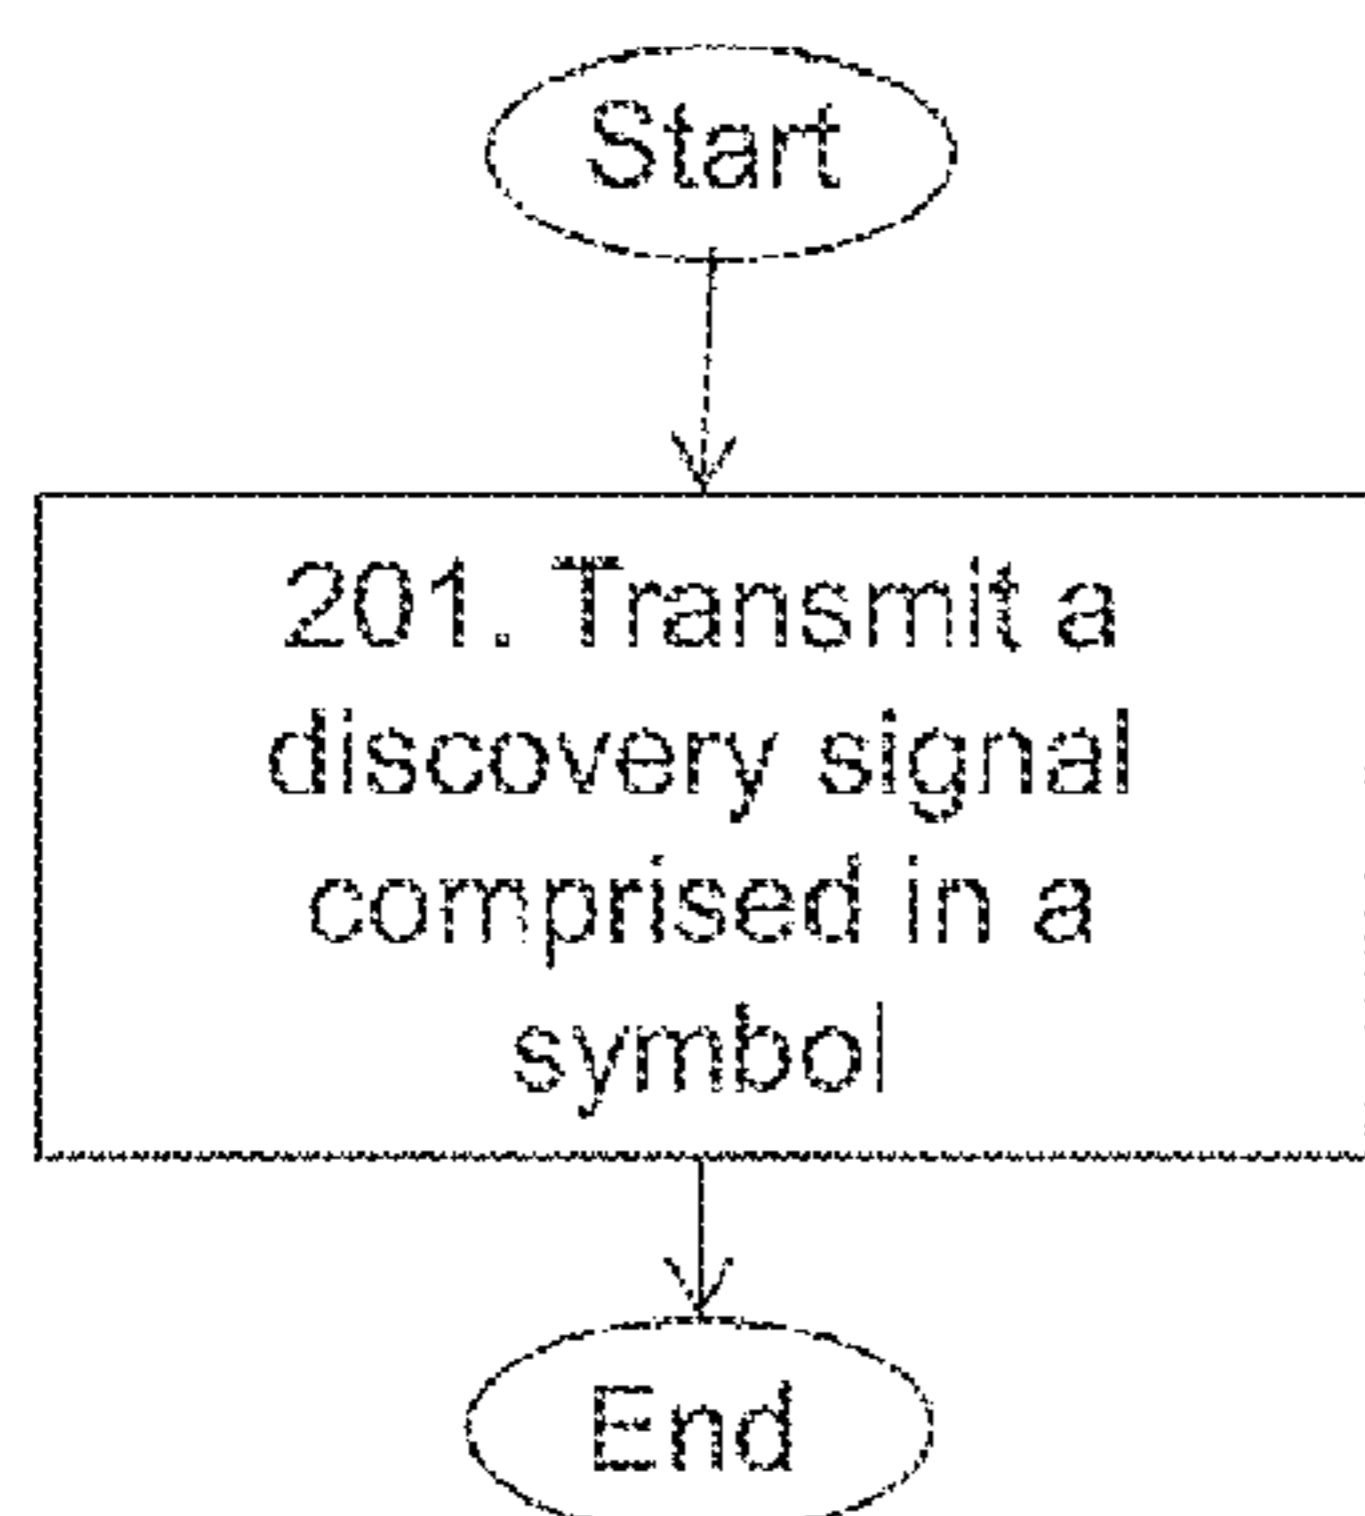 Start
201. Transmit a
discovery signal
comprised in a
symbol
End